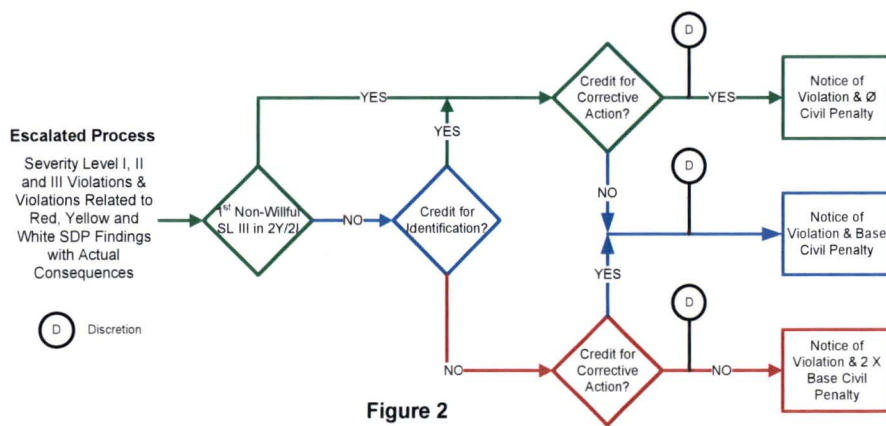 Escalated Process
Severity Level I, II
and III Violations &
Violations Related to
Red, Yellow and
White SDP Findings
with Actual
Consequences
D Discretion
1st Non-Willful
SL III in 2Y/2I
YES
NO
Credit for
Identification?
YES
NO
Credit for
Corrective
Action?
D
YES
Notice of
Violation & Ø
Civil Penalty
NO
D
Notice of
Violation & Base
Civil Penalty
YES
Credit for
Corrective
Action?
D
NO
Notice of
Violation & 2 X
Base Civil
Penalty
Figure 2